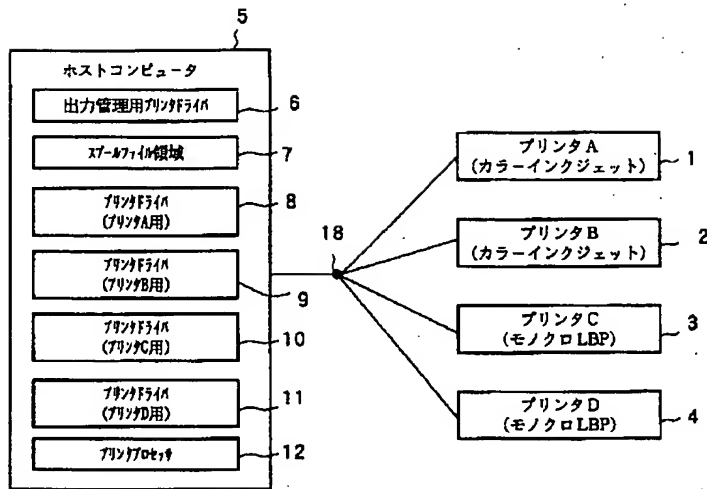 5
ホストコンピュータ
出力管理用プリンタドライバ
6
スプールファイル領域
7
プリンタドライバ
(プリンタA用)
8
プリンタドライバ
(プリンタB用)
9
プリンタドライバ
(プリンタC用)
10
プリンタドライバ
(プリンタD用)
11
プリンタプロセッサ
12
18
プリンタA
(カラーインクジェット)
1
プリンタB
(カラーインクジェット)
2
プリンタC
(モノクロLBP)
3
プリンタD
(モノクロLBP)
4